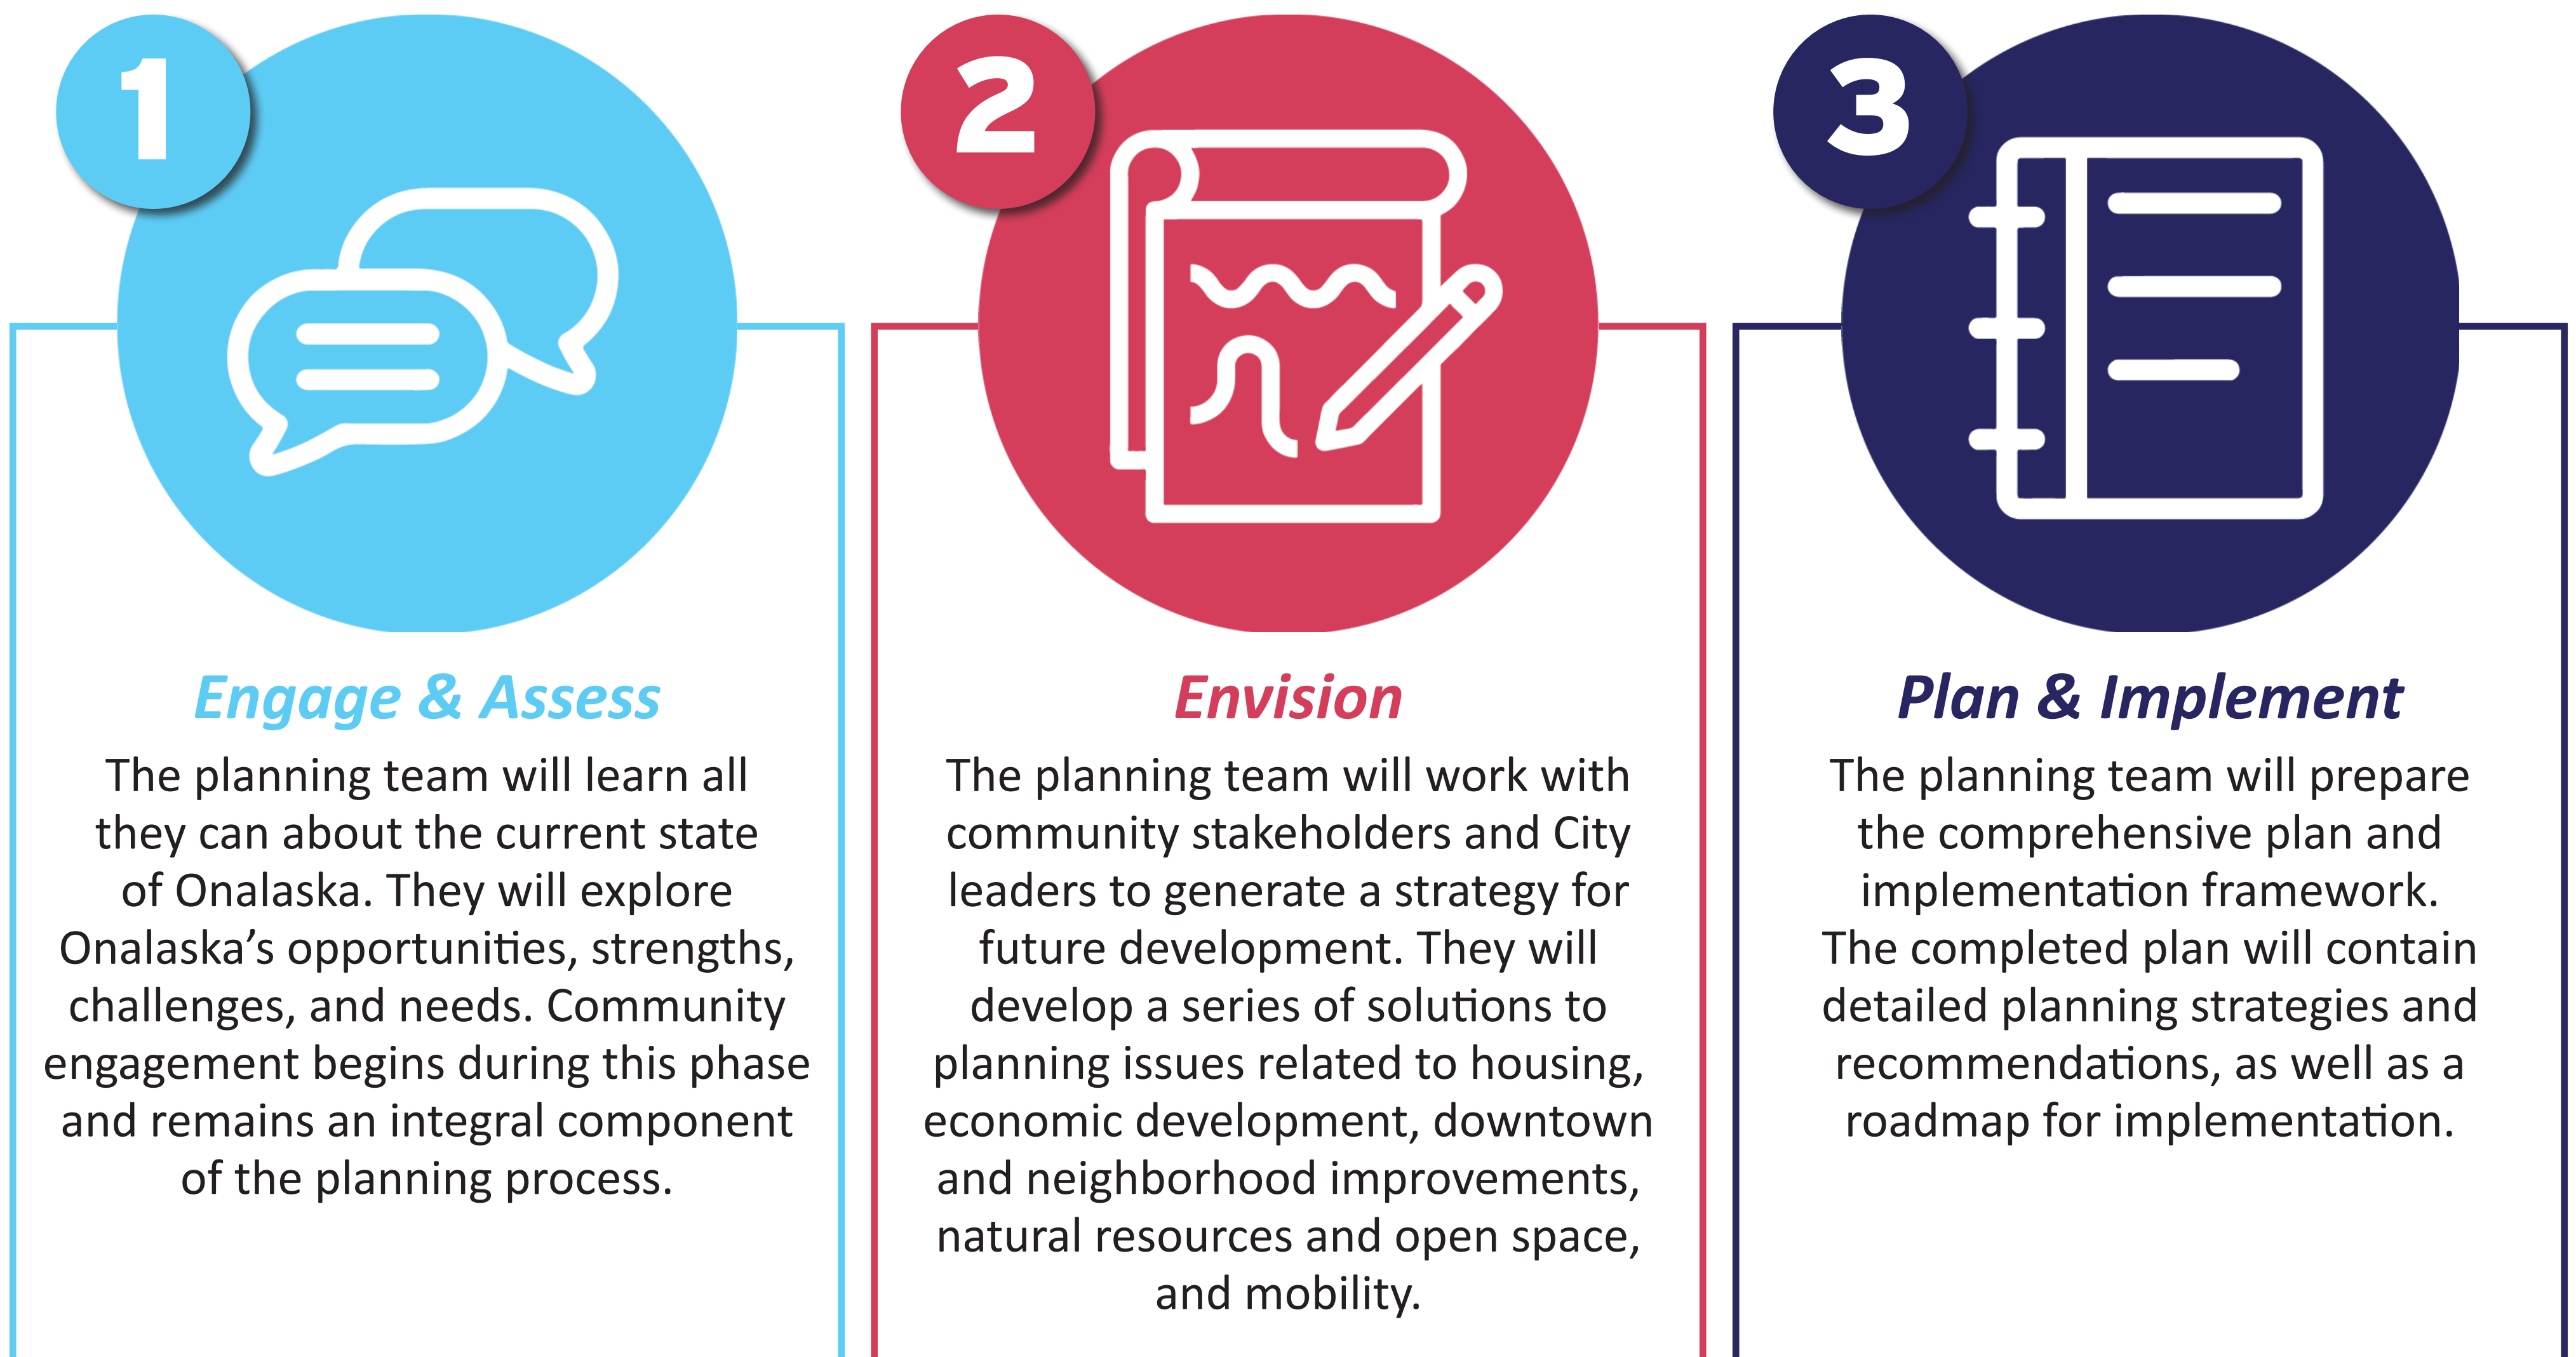 1
Engage & Assess
The planning team will learn all
they can about the current state
of Onalaska. They will explore
Onalaska’s opportunities, strengths,
challenges, and needs. Community
engagement begins during this phase
and remains an integral component
of the planning process.
2
Envision
The planning team will work with
community stakeholders and City
leaders to generate a strategy for
future development. They will
develop a series of solutions to
planning issues related to housing,
economic development, downtown
and neighborhood improvements,
natural resources and open space,
and mobility.
3
Plan & Implement
The planning team will prepare
the comprehensive plan and
implementation framework.
The completed plan will contain
detailed planning strategies and
recommendations, as well as a
roadmap for implementation.